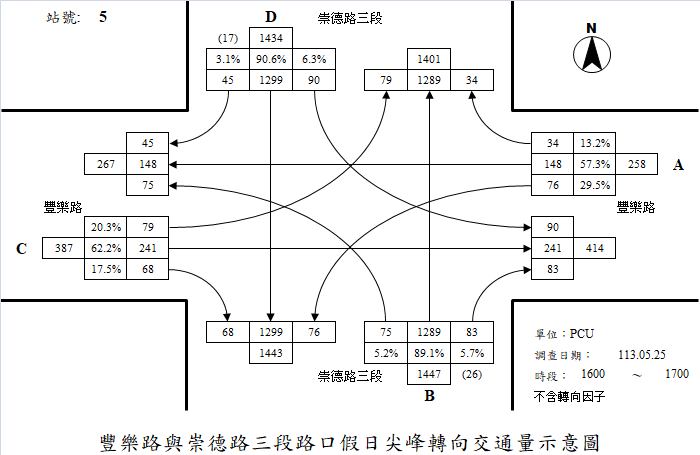 站號: 5
D
崇德路三段
N
(17) 1434
3.1% 90.6% 6.3%
45 1299 90
1401
79 1289 34
45
267 148
75
34 13.2%
148 57.3% 258
76 29.5%
A
豐樂路
豐樂路
C
20.3% 79
387 62.2% 241
17.5% 68
90
241 414
83
68 1299 76
1443
75 1289 83
5.2% 89.1% 5.7%
1447 (26)
崇德路三段
B
單位：PCU
調查日期： 113.05.25
時段： 1600 ～ 1700
不含轉向因子
豐樂路與崇德路三段路口假日尖峰轉向交通量示意圖